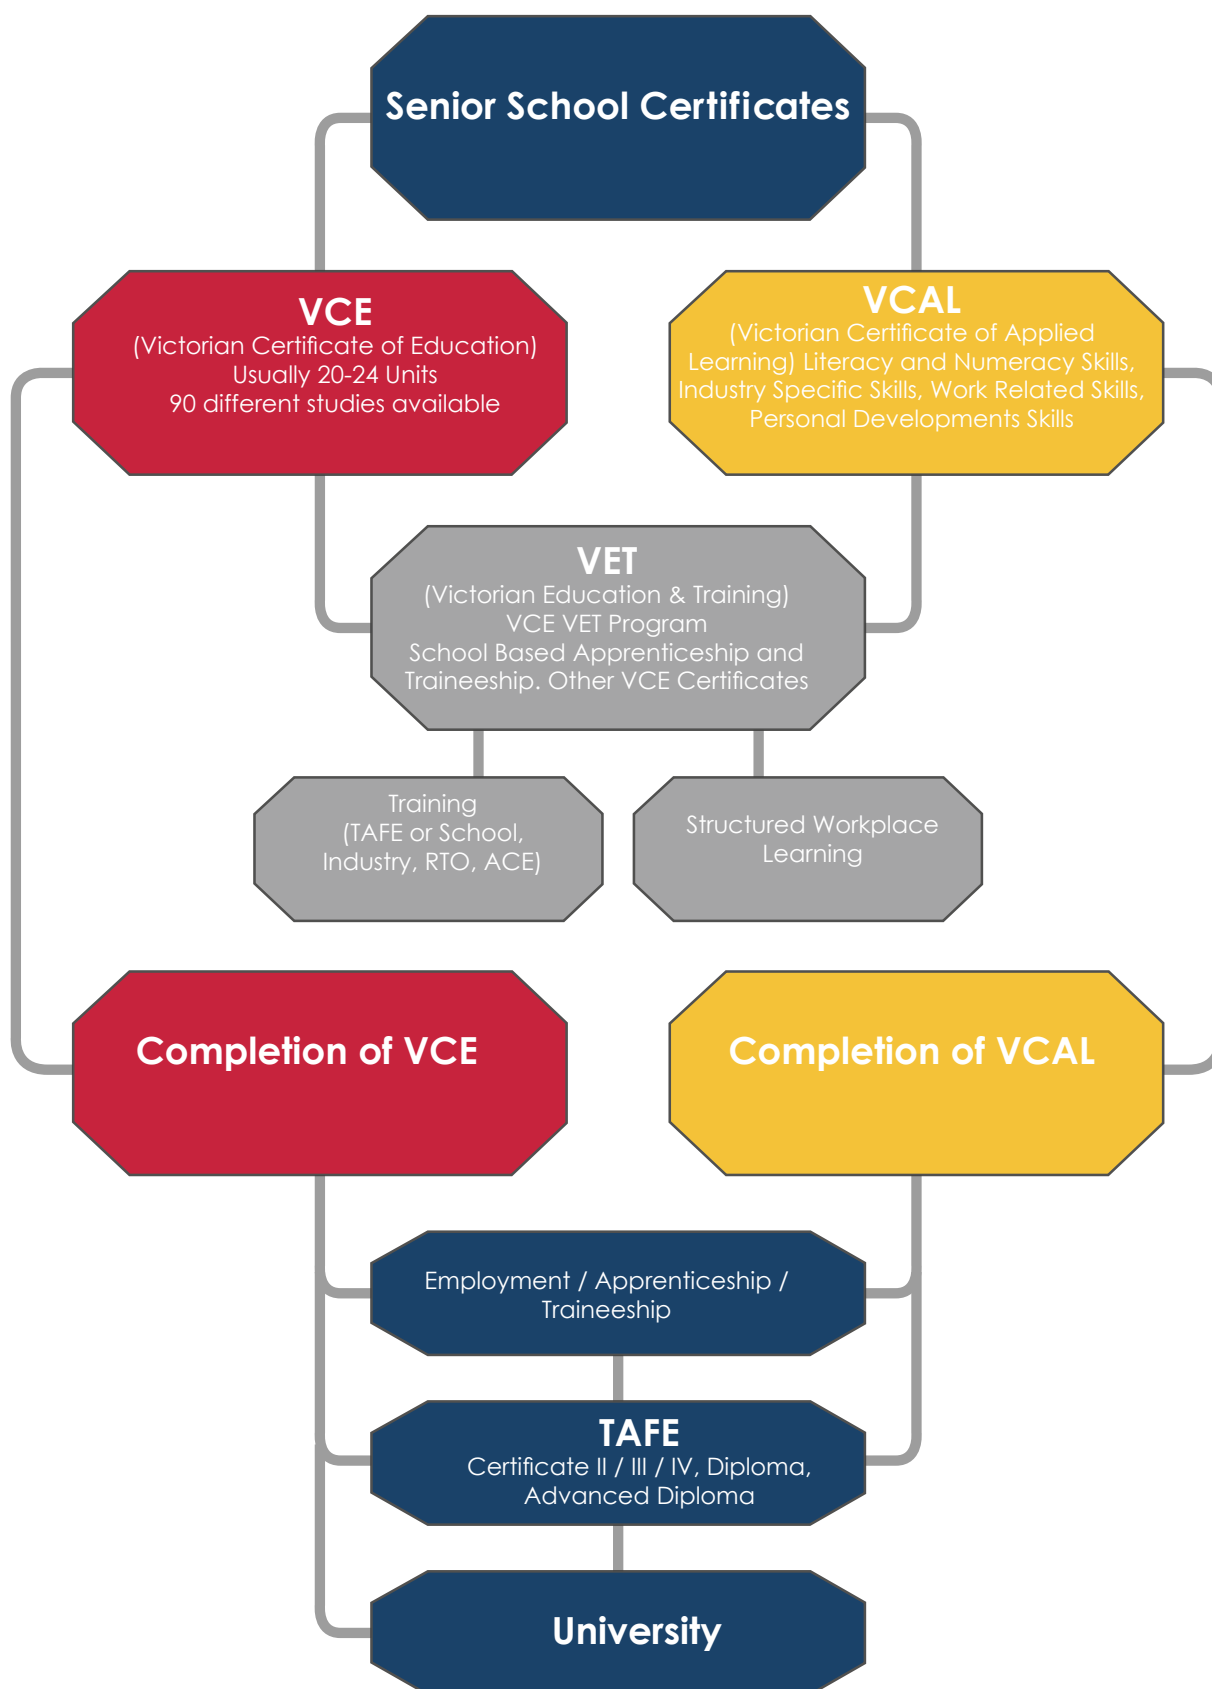 Senior School Certificates
VCE
(Victorian Certificate of Education)
Usually 20-24 Units
90 different studies available
VCAL
(Victorian Certificate of Applied
Learning) Literacy and Numeracy Skills,
Industry Specific Skills, Work Related Skills,
Personal Developments Skills
VET
(Victorian Education & Training)
VCE VET Program
School Based Apprenticeship and
Traineeship. Other VCE Certificates
Training
(TAFE or School,
Industry, RTO, ACE)
Structured Workplace
Learning
Completion of VCE
Completion of VCAL
Employment / Apprenticeship /
Traineeship
TAFE
Certificate II / III / IV, Diploma,
Advanced Diploma
University